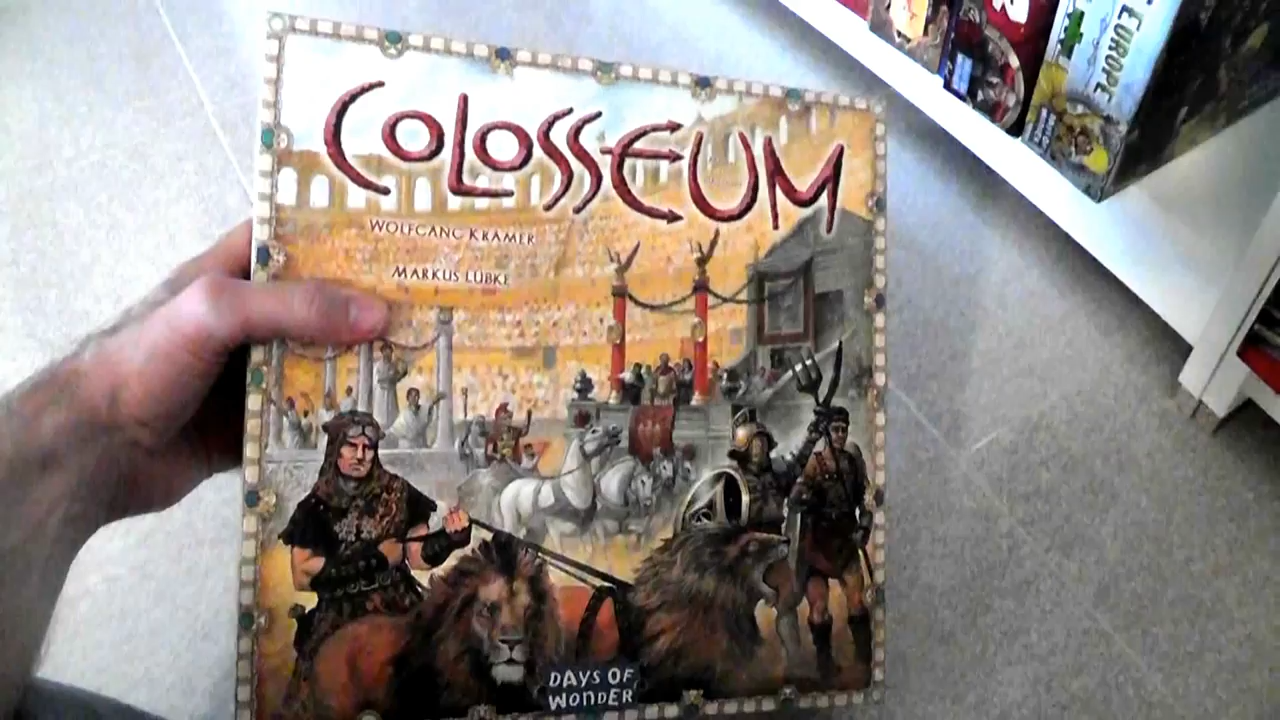 COLOSSEUM
WOLFGANG KRAMER
MARKUS LÜBKE
DAYS OF
WONDER
EUROPE